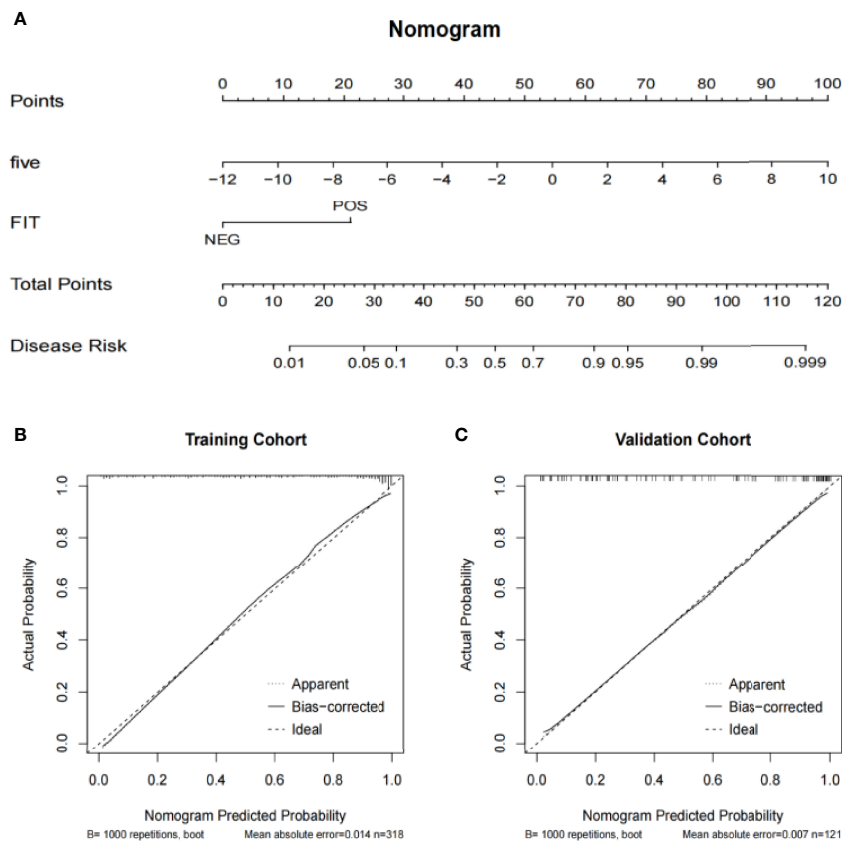 A
Nomogram
0 10 20 30 40 50 60 70 80 90 100
Points
five
−12 −10 −8 −6 −4 −2 0 2 4 6 8 10
POS
FIT
NEG
Total Points
0 10 20 30 40 50 60 70 80 90 100 110 120
Disease Risk
0.01 0.05 0.1 0.3 0.5 0.7 0.9 0.95 0.99 0.999
B
Training Cohort
1.0
0.8
0.6
0.4
0.2
0.0
Actual Probability
Apparent
Bias−corrected
Ideal
0.0 0.2 0.4 0.6 0.8 1.0
Nomogram Predicted Probability
B= 1000 repetitions, boot Mean absolute error=0.014 n=318
C
Validation Cohort
1.0
0.8
0.6
0.4
0.2
0.0
Actual Probability
Apparent
Bias−corrected
Ideal
0.0 0.2 0.4 0.6 0.8 1.0
Nomogram Predicted Probability
B= 1000 repetitions, boot Mean absolute error=0.007 n=121